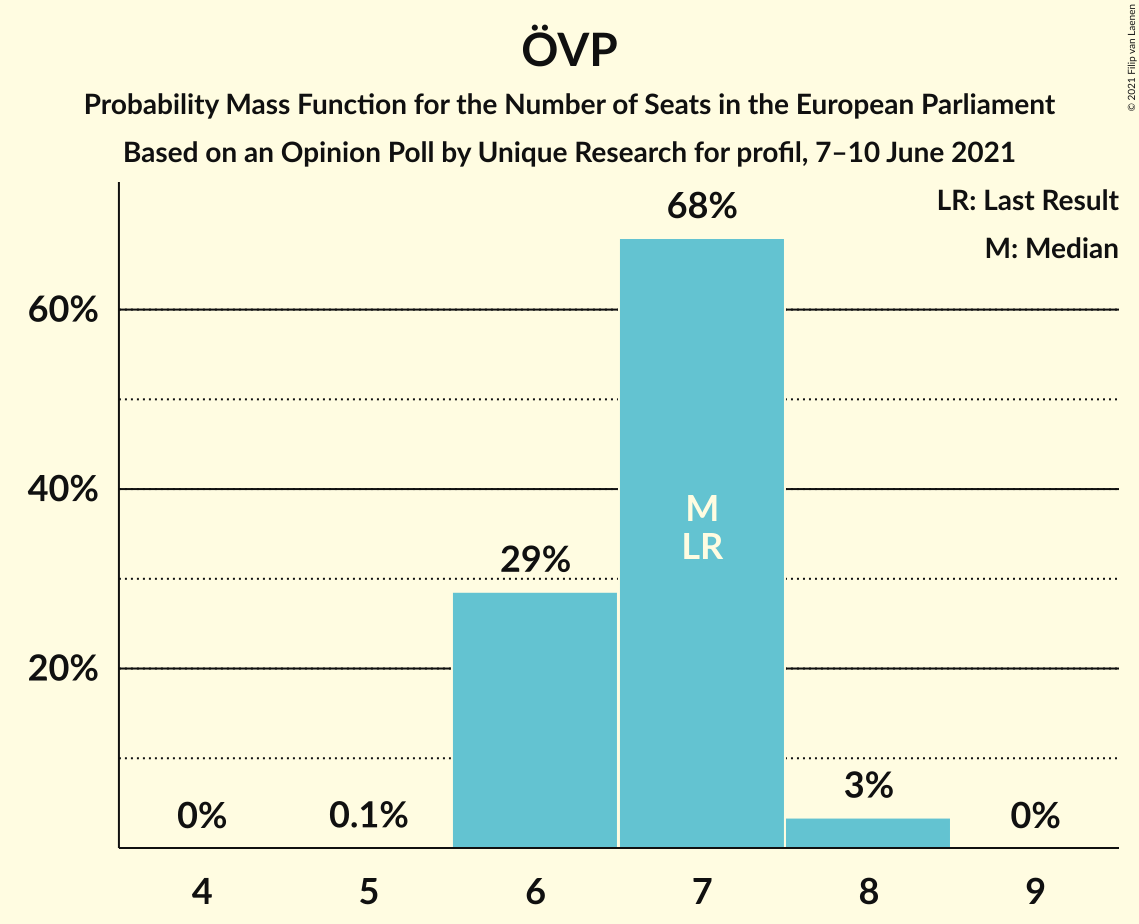 ÖVP
Probability Mass Function for the Number of Seats in the European Parliament
Based on an Opinion Poll by Unique Research for profil, 7–10 June 2021
© 2021 Filip van Laenen
LR: Last Result
M: Median
68%
60%
40%
M
LR
29%
20%
3%
0%
0.1%
0%
4
5
6
7
8
9